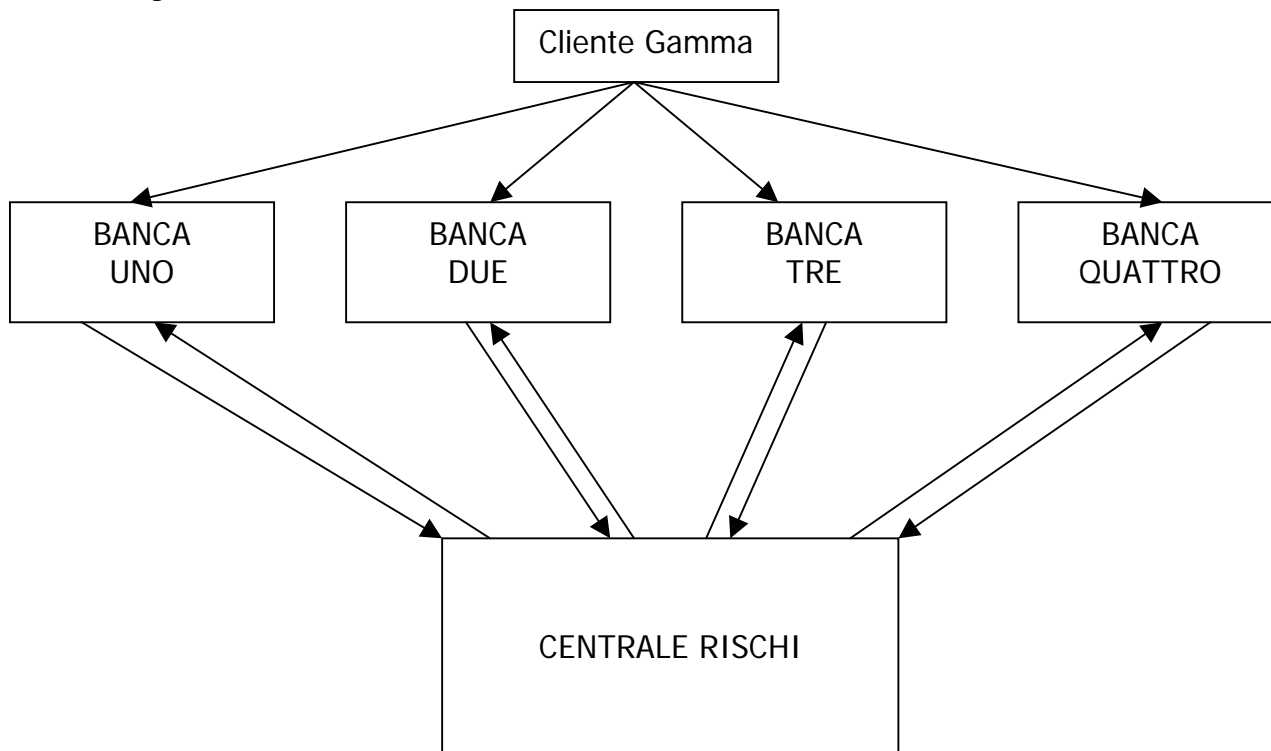 Cliente Gamma
BANCA
UNO
BANCA
DUE
BANCA
TRE
BANCA
QUATTRO
CENTRALE RISCHI